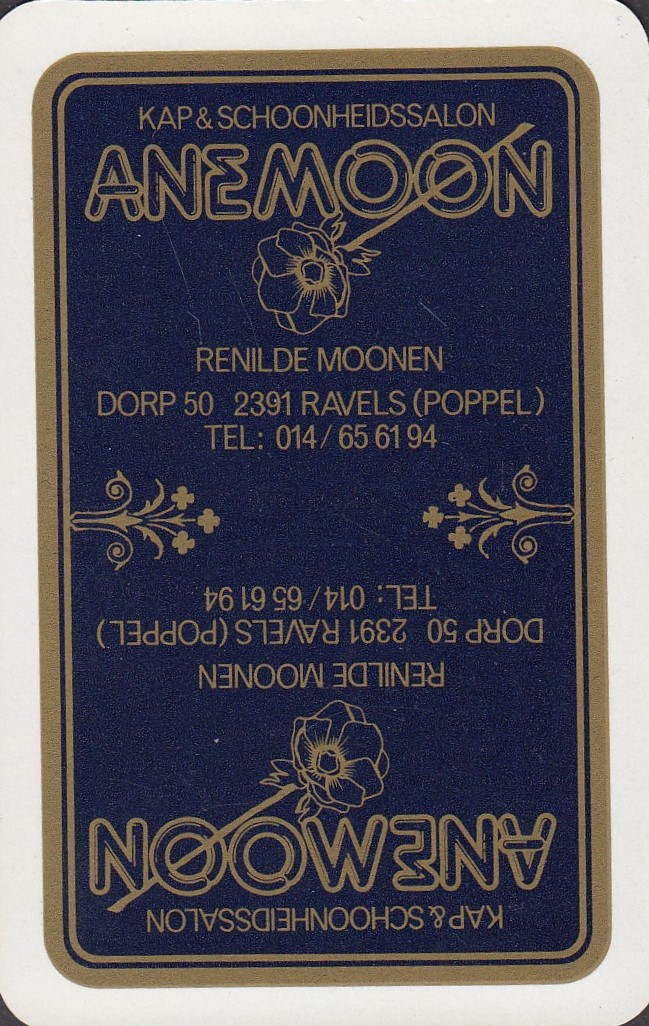 KAP & SCHOONHEIDSSALON
ANEMOON
RENILDE MOONEN
DORP 50 2391 RAVELS (POPPEL)
TEL: 014/65 61 94
TEL: 014/65 61 94
DORP 50 2391 RAVELS (POPPEL)
RENILDE MOONEN
ANEMOON
KAP & SCHOONHEIDSSALON